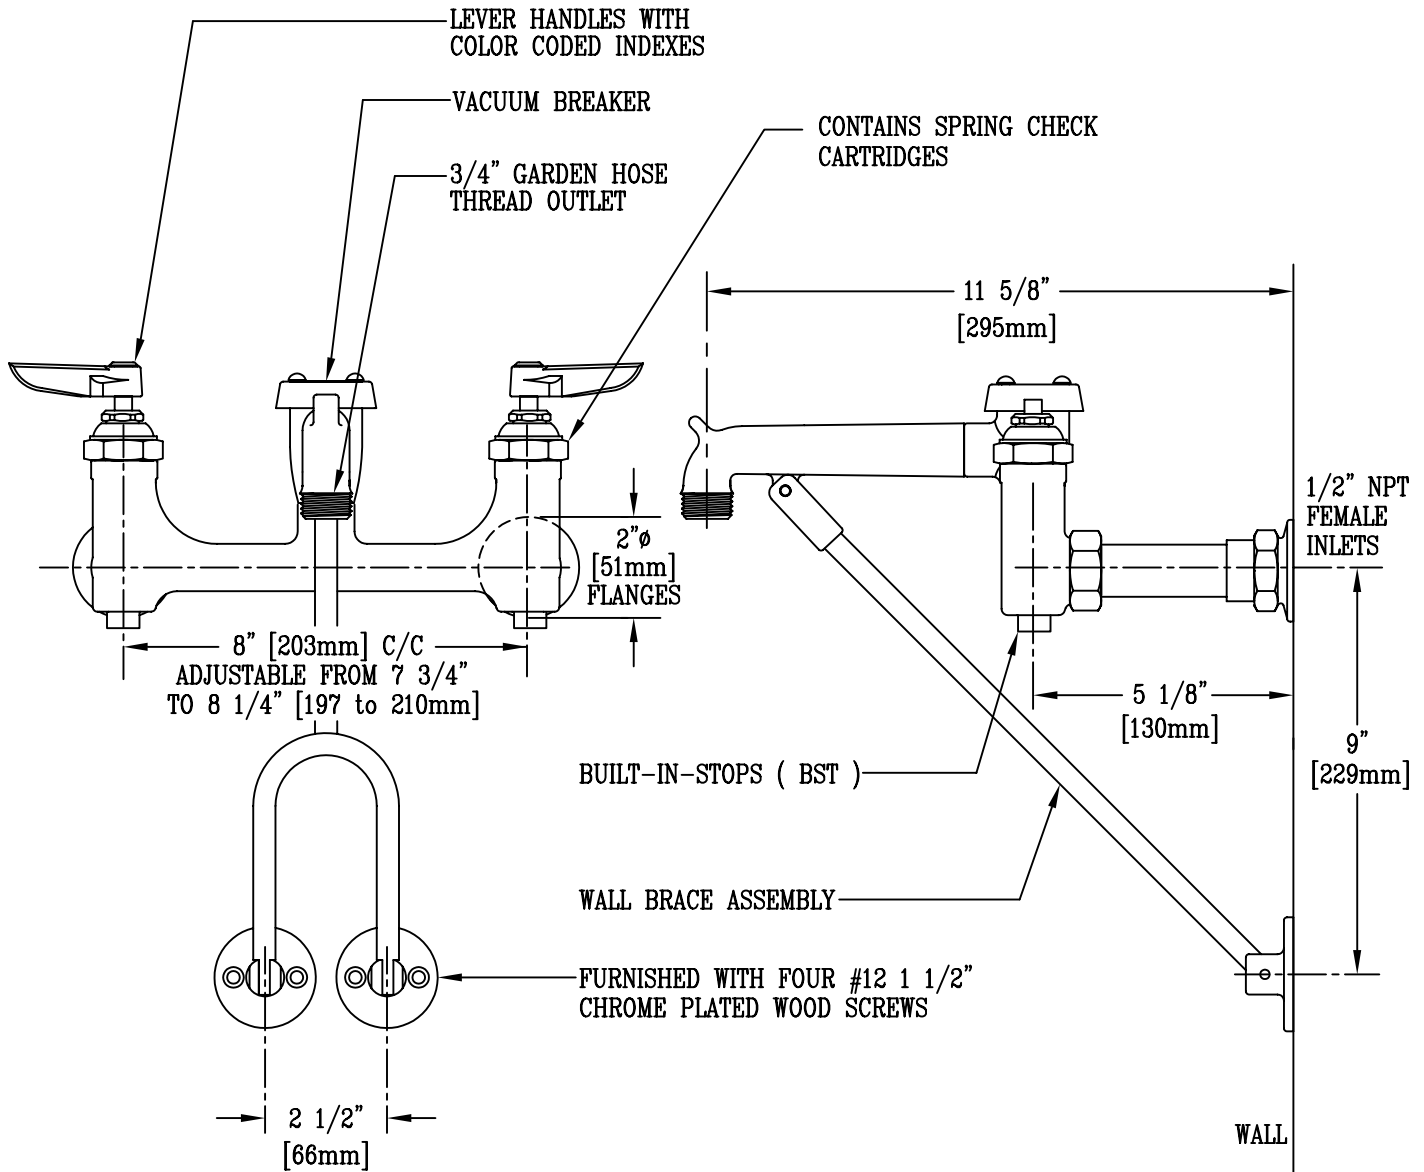 LEVER HANDLES WITH
COLOR CODED INDEXES
VACUUM BREAKER
CONTAINS SPRING CHECK
CARTRIDGES
3/4" GARDEN HOSE
THREAD OUTLET
11 5/8"
[295mm]
1/2" NPT
FEMALE
INLETS
2"ø
[51mm]
FLANGES
8" [203mm] C/C
ADJUSTABLE FROM 7 3/4"
TO 8 1/4" [197 to 210mm]
5 1/8"
[130mm]
9"
[229mm]
BUILT-IN-STOPS ( BST )
WALL BRACE ASSEMBLY
FURNISHED WITH FOUR #12 1 1/2"
CHROME PLATED WOOD SCREWS
2 1/2"
[66mm]
WALL